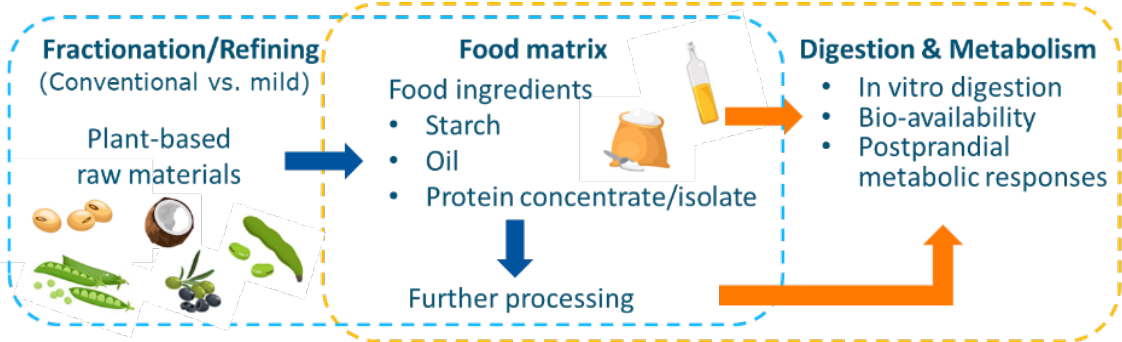 Fractionation/Refining
(Conventional vs. mild)
Plant-based
raw materials
Food matrix
Food ingredients
• Starch
• Oil
• Protein concentrate/isolate
Further processing
Digestion & Metabolism
• In vitro digestion
• Bio-availability
• Postprandial
metabolic responses